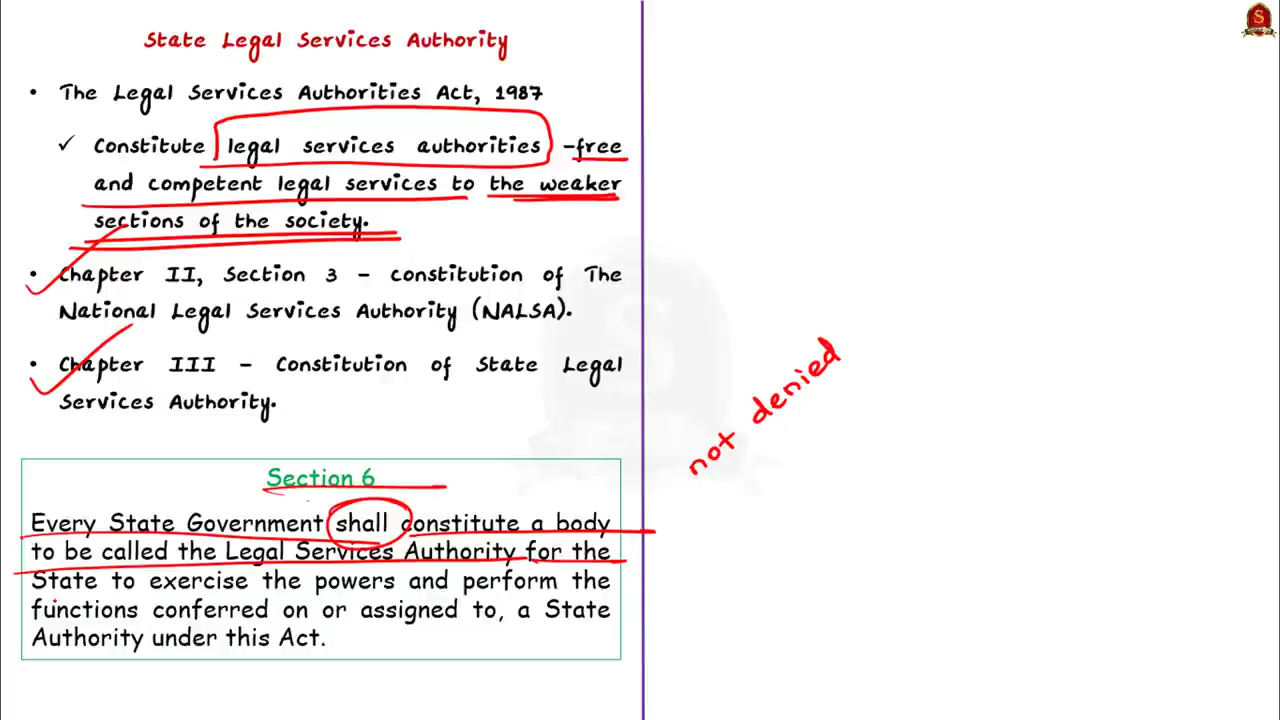 State Legal Services Authority
• The Legal Services Authorities Act, 1987
✓ Constitute legal services authorities -free
and competent legal services to the weaker
sections of the society.
• Chapter II, Section 3 - constitution of The
National Legal Services Authority (NALSA).
• Chapter III - Constitution of State Legal
Services Authority.
Section 6
Every State Government shall constitute a body
to be called the Legal Services Authority for the
State to exercise the powers and perform the
functions conferred on or assigned to, a State
Authority under this Act.
not denied
S